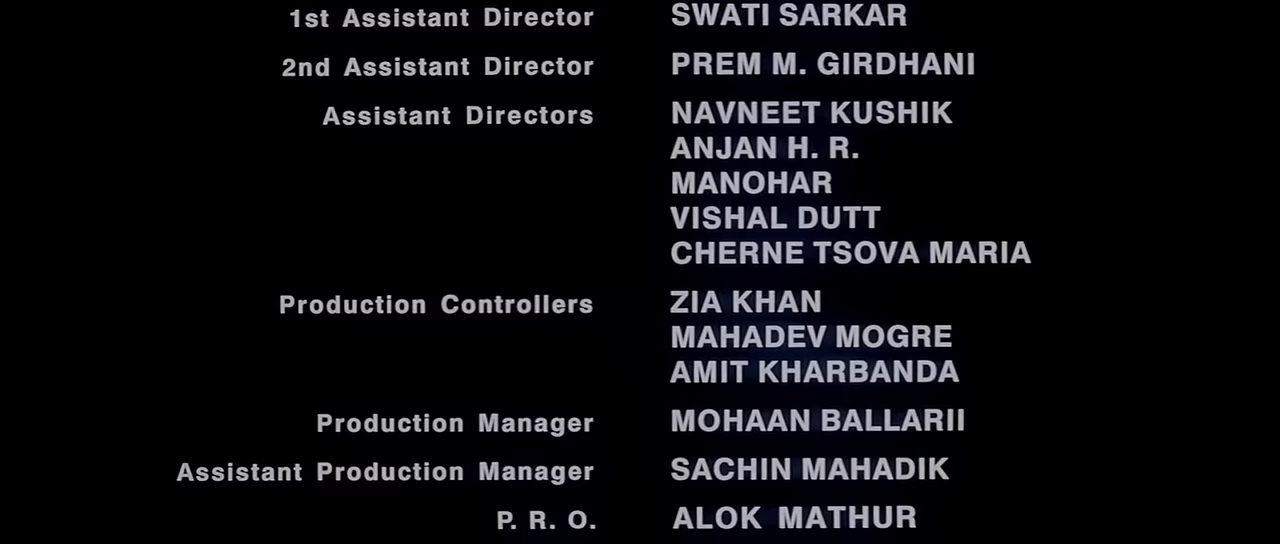 1st Assistant Director SWATI SARKAR
2nd Assistant Director PREM M. GIRDHANI
Assistant Directors NAVNEET KUSHIK
ANJAN H. R.
MANOHAR
VISHAL DUTT
CHERNE TSOVA MARIA
Production Controllers ZIA KHAN
MAHADEV MOGRE
AMIT KHARBANDA
Production Manager MOHAAN BALLARII
Assistant Production Manager SACHIN MAHADIK
P. R. O. ALOK MATHUR